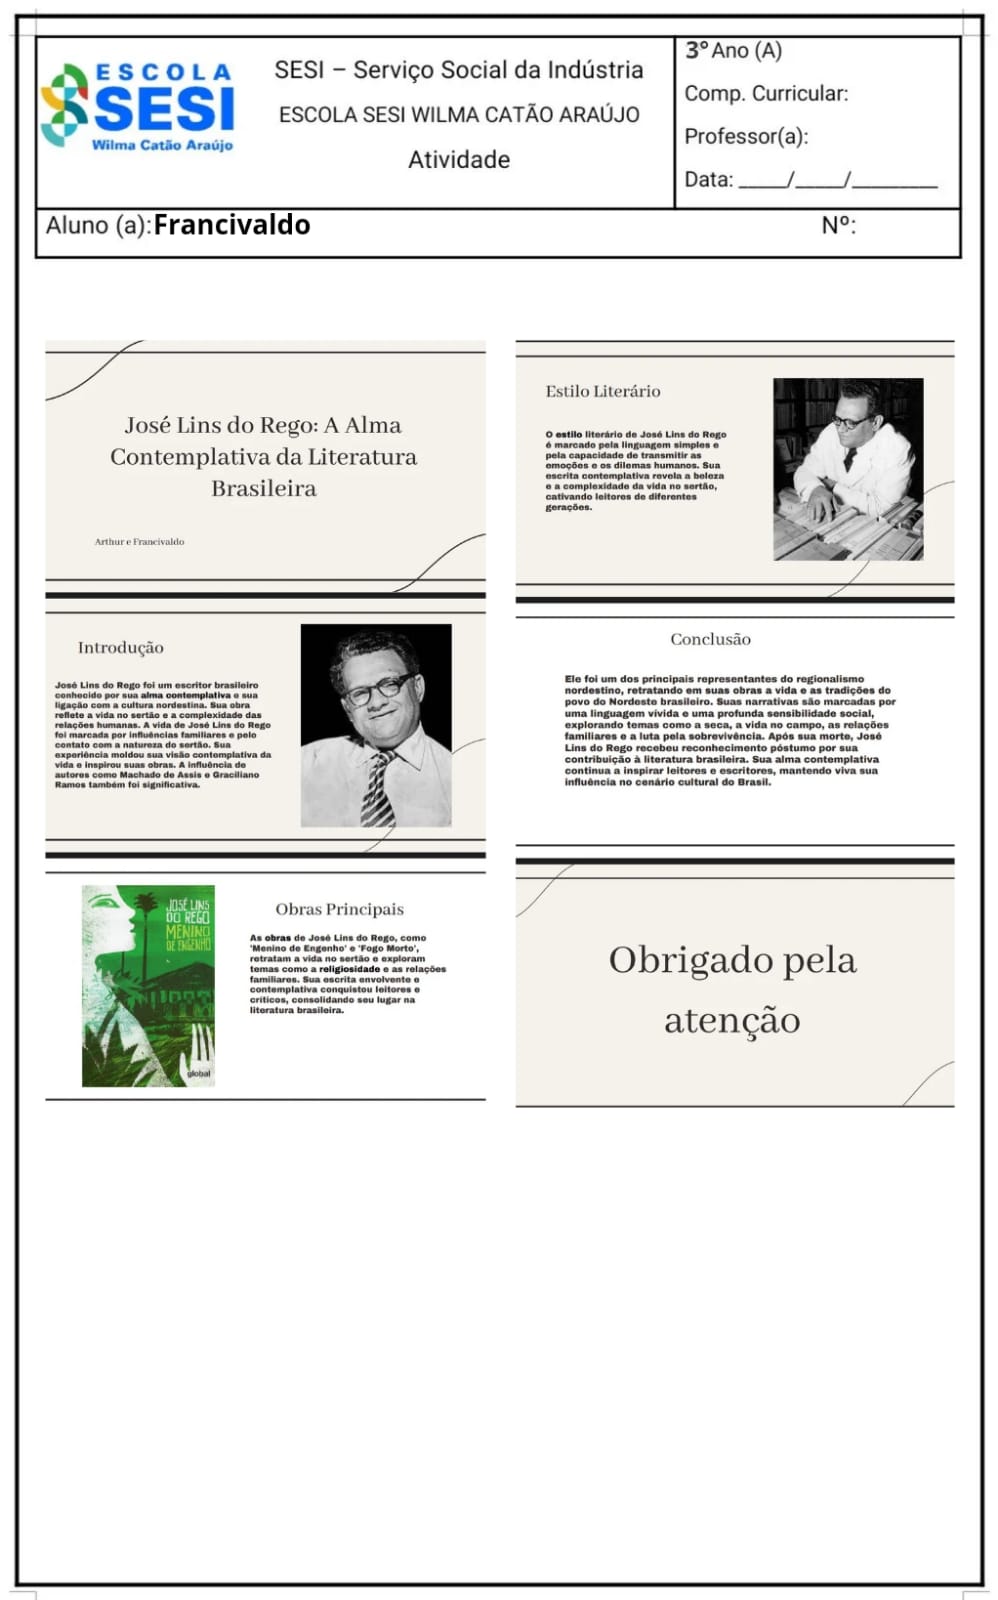 ESCOLA
SESI
Wilma Catão Araújo
SESI – Serviço Social da Indústria
ESCOLA SESI WILMA CATÃO ARAÚJO
Atividade
3° Ano (A)
Comp. Curricular:
Professor(a):
Data: _____/_____/_________
Aluno (a):Francivaldo
Nº:
José Lins do Rego: A Alma
Contemplativa da Literatura
Brasileira
Arthur e Francivaldo
Introdução
José Lins do Rego foi um escritor brasileiro
conhecido por sua alma contemplativa e sua
ligação com a cultura nordestina. Sua obra
reflete a vida no sertão e a complexidade das
relações humanas. A vida de José Lins do Rego
foi marcada por influências familiares e pelo
contato com a natureza do sertão. Sua
experiência moldou sua visão contemplativa da
vida e inspirou suas obras. A influência de
autores como Machado de Assis e Graciliano
Ramos também foi significativa.
JOSÉ LINS
DO REGO
MENINO
DE ENGENHO
global
Obras Principais
As obras de José Lins do Rego, como
'Menino de Engenho' e 'Fogo Morto',
retratam a vida no sertão e exploram
temas como a religiosidade e as relações
familiares. Sua escrita envolvente e
contemplativa conquistou leitores e
críticos, consolidando seu lugar na
literatura brasileira.
Estilo Literário
O estilo literário de José Lins do Rego
é marcado pela linguagem simples e
pela capacidade de transmitir as
emoções e os dilemas humanos. Sua
escrita contemplativa revela a beleza
e a complexidade da vida no sertão,
cativando leitores de diferentes
gerações.
Conclusão
Ele foi um dos principais representantes do regionalismo
nordestino, retratando em suas obras a vida e as tradições do
povo do Nordeste brasileiro. Suas narrativas são marcadas por
uma linguagem vívida e uma profunda sensibilidade social,
explorando temas como a seca, a vida no campo, as relações
familiares e a luta pela sobrevivência. Após sua morte, José
Lins do Rego recebeu reconhecimento póstumo por sua
contribuição à literatura brasileira. Sua alma contemplativa
continua a inspirar leitores e escritores, mantendo viva sua
influência no cenário cultural do Brasil.
Obrigado pela
atenção